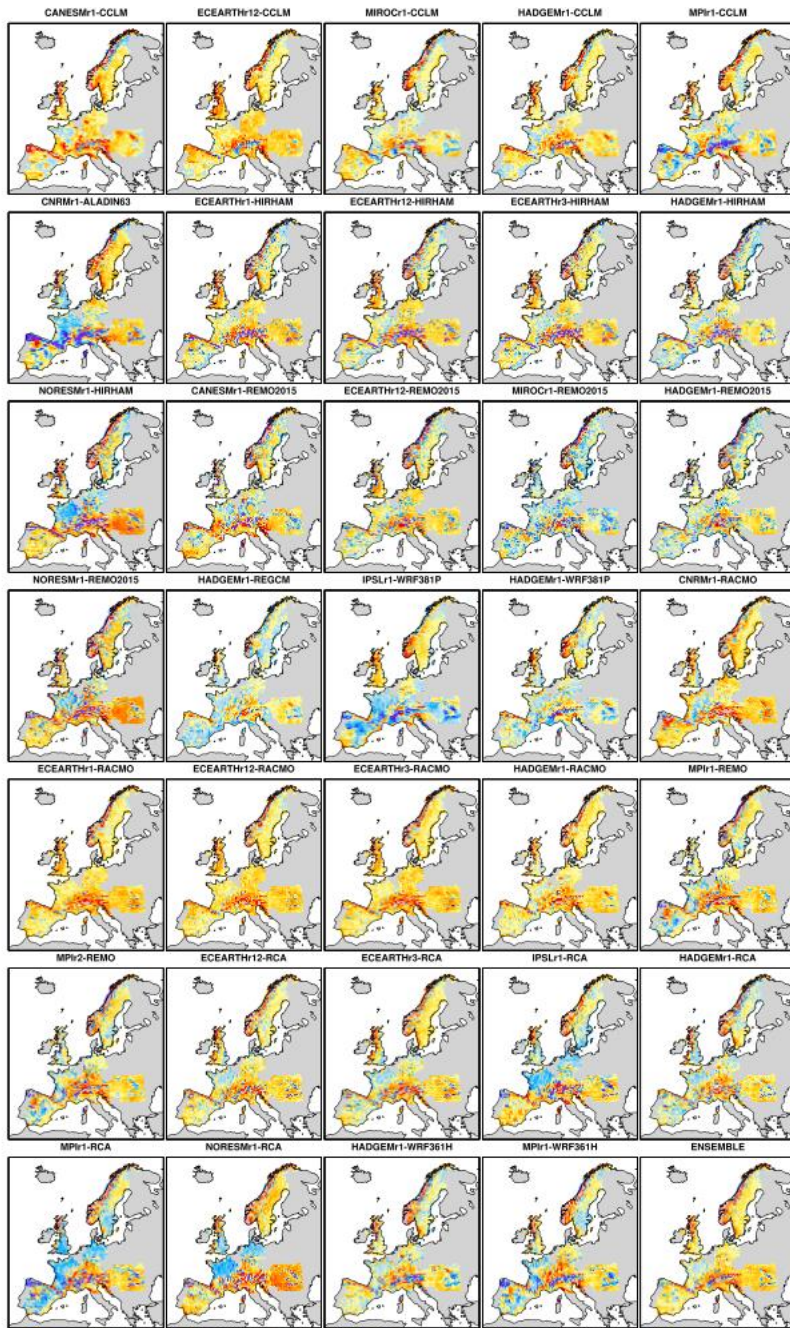 CANESMr1-CCLM ECEARTHr12-CCLM MIROCr1-CCLM HADGEMr1-CCLM MPIr1-CCLM
CNRMr1-ALADIN63 ECEARTHr1-HIRHAM ECEARTHr12-HIRHAM ECEARTHr3-HIRHAM HADGEMr1-HIRHAM
NORESMr1-HIRHAM CANESMr1-REMO2015 ECEARTHr12-REMO2015 MIROCr1-REMO2015 HADGEMr1-REMO2015
NORESMr1-REMO2015 HADGEMr1-REGCM IPSLr1-WRF381P HADGEMr1-WRF381P CNRMr1-RACMO
ECEARTHr1-RACMO ECEARTHr12-RACMO ECEARTHr3-RACMO HADGEMr1-RACMO MPIr1-REMO
MPIr2-REMO ECEARTHr12-RCA ECEARTHr3-RCA IPSLr1-RCA HADGEMr1-RCA
MPIr1-RCA NORESMr1-RCA HADGEMr1-WRF361H MPIr1-WRF361H ENSEMBLE